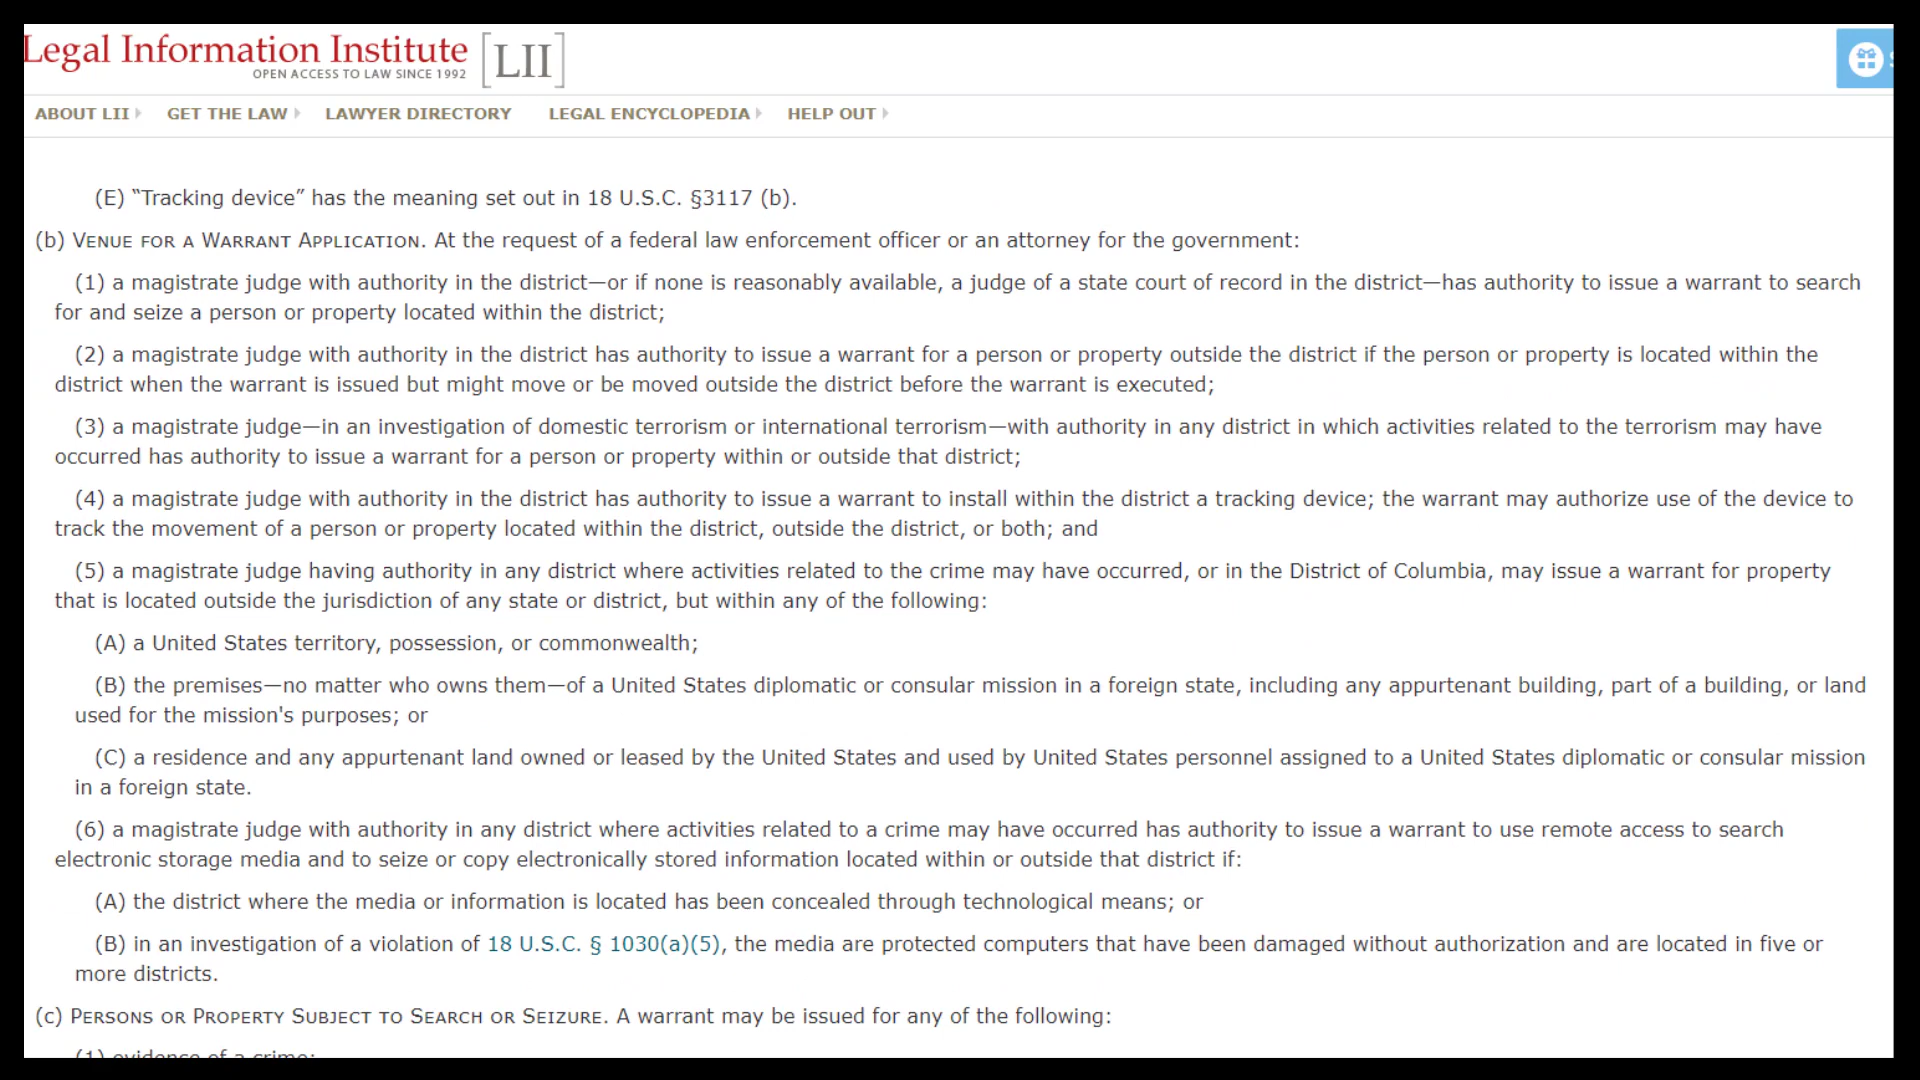 Legal Information Institute [LII]
OPEN ACCESS TO LAW SINCE 1992
ABOUT LII GET THE LAW LAWYER DIRECTORY LEGAL ENCYCLOPEDIA HELP OUT
(E) “Tracking device” has the meaning set out in 18 U.S.C. §3117 (b).
(b) VENUE FOR A WARRANT APPLICATION. At the request of a federal law enforcement officer or an attorney for the government:
(1) a magistrate judge with authority in the district—or if none is reasonably available, a judge of a state court of record in the district—has authority to issue a warrant to search
for and seize a person or property located within the district;
(2) a magistrate judge with authority in the district has authority to issue a warrant for a person or property outside the district if the person or property is located within the
district when the warrant is issued but might move or be moved outside the district before the warrant is executed;
(3) a magistrate judge—in an investigation of domestic terrorism or international terrorism—with authority in any district in which activities related to the terrorism may have
occurred has authority to issue a warrant for a person or property within or outside that district;
(4) a magistrate judge with authority in the district has authority to issue a warrant to install within the district a tracking device; the warrant may authorize use of the device to
track the movement of a person or property located within the district, outside the district, or both; and
(5) a magistrate judge having authority in any district where activities related to the crime may have occurred, or in the District of Columbia, may issue a warrant for property
that is located outside the jurisdiction of any state or district, but within any of the following:
(A) a United States territory, possession, or commonwealth;
(B) the premises—no matter who owns them—of a United States diplomatic or consular mission in a foreign state, including any appurtenant building, part of a building, or land
used for the mission's purposes; or
(C) a residence and any appurtenant land owned or leased by the United States and used by United States personnel assigned to a United States diplomatic or consular mission
in a foreign state.
(6) a magistrate judge with authority in any district where activities related to a crime may have occurred has authority to issue a warrant to use remote access to search
electronic storage media and to seize or copy electronically stored information located within or outside that district if:
(A) the district where the media or information is located has been concealed through technological means; or
(B) in an investigation of a violation of 18 U.S.C. § 1030(a)(5), the media are protected computers that have been damaged without authorization and are located in five or
more districts.
(c) PERSONS OR PROPERTY SUBJECT TO SEARCH OR SEIZURE. A warrant may be issued for any of the following:
(1) evidence of a crime;